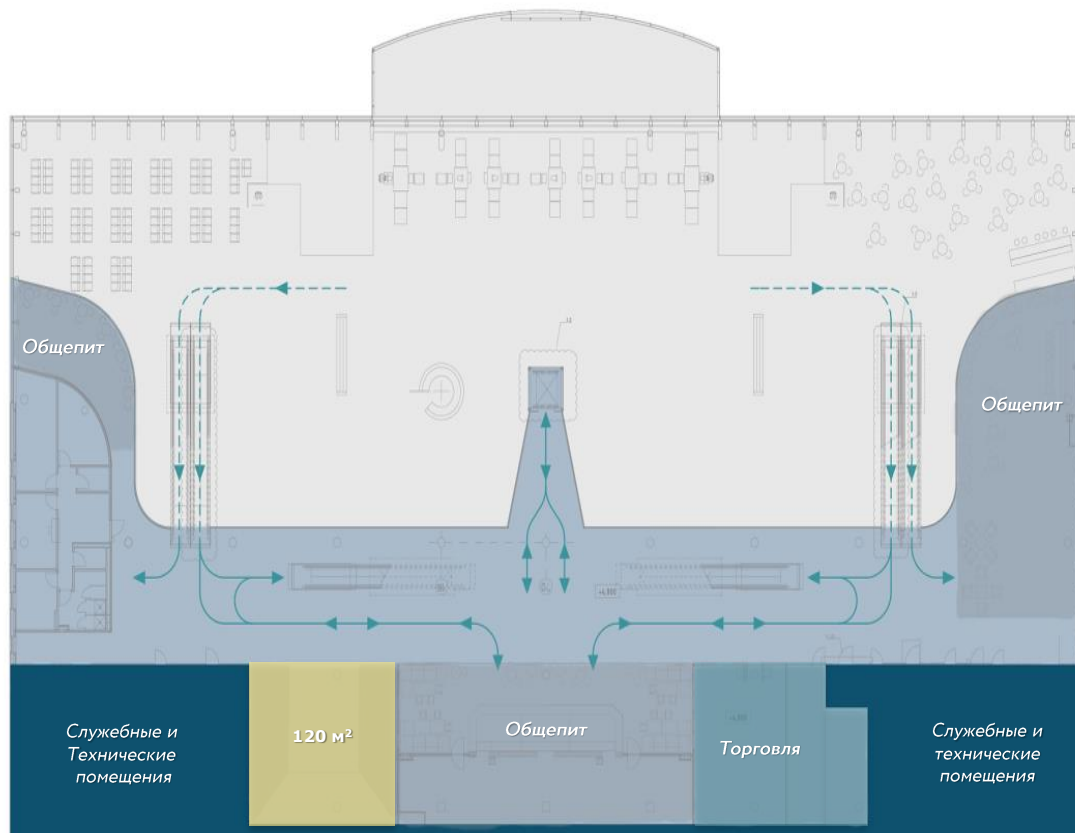 Общепит
Общепит
120 м²
Служебные и
Технические
помещения
Общепит
Торговля
Служебные и
технические
помещения